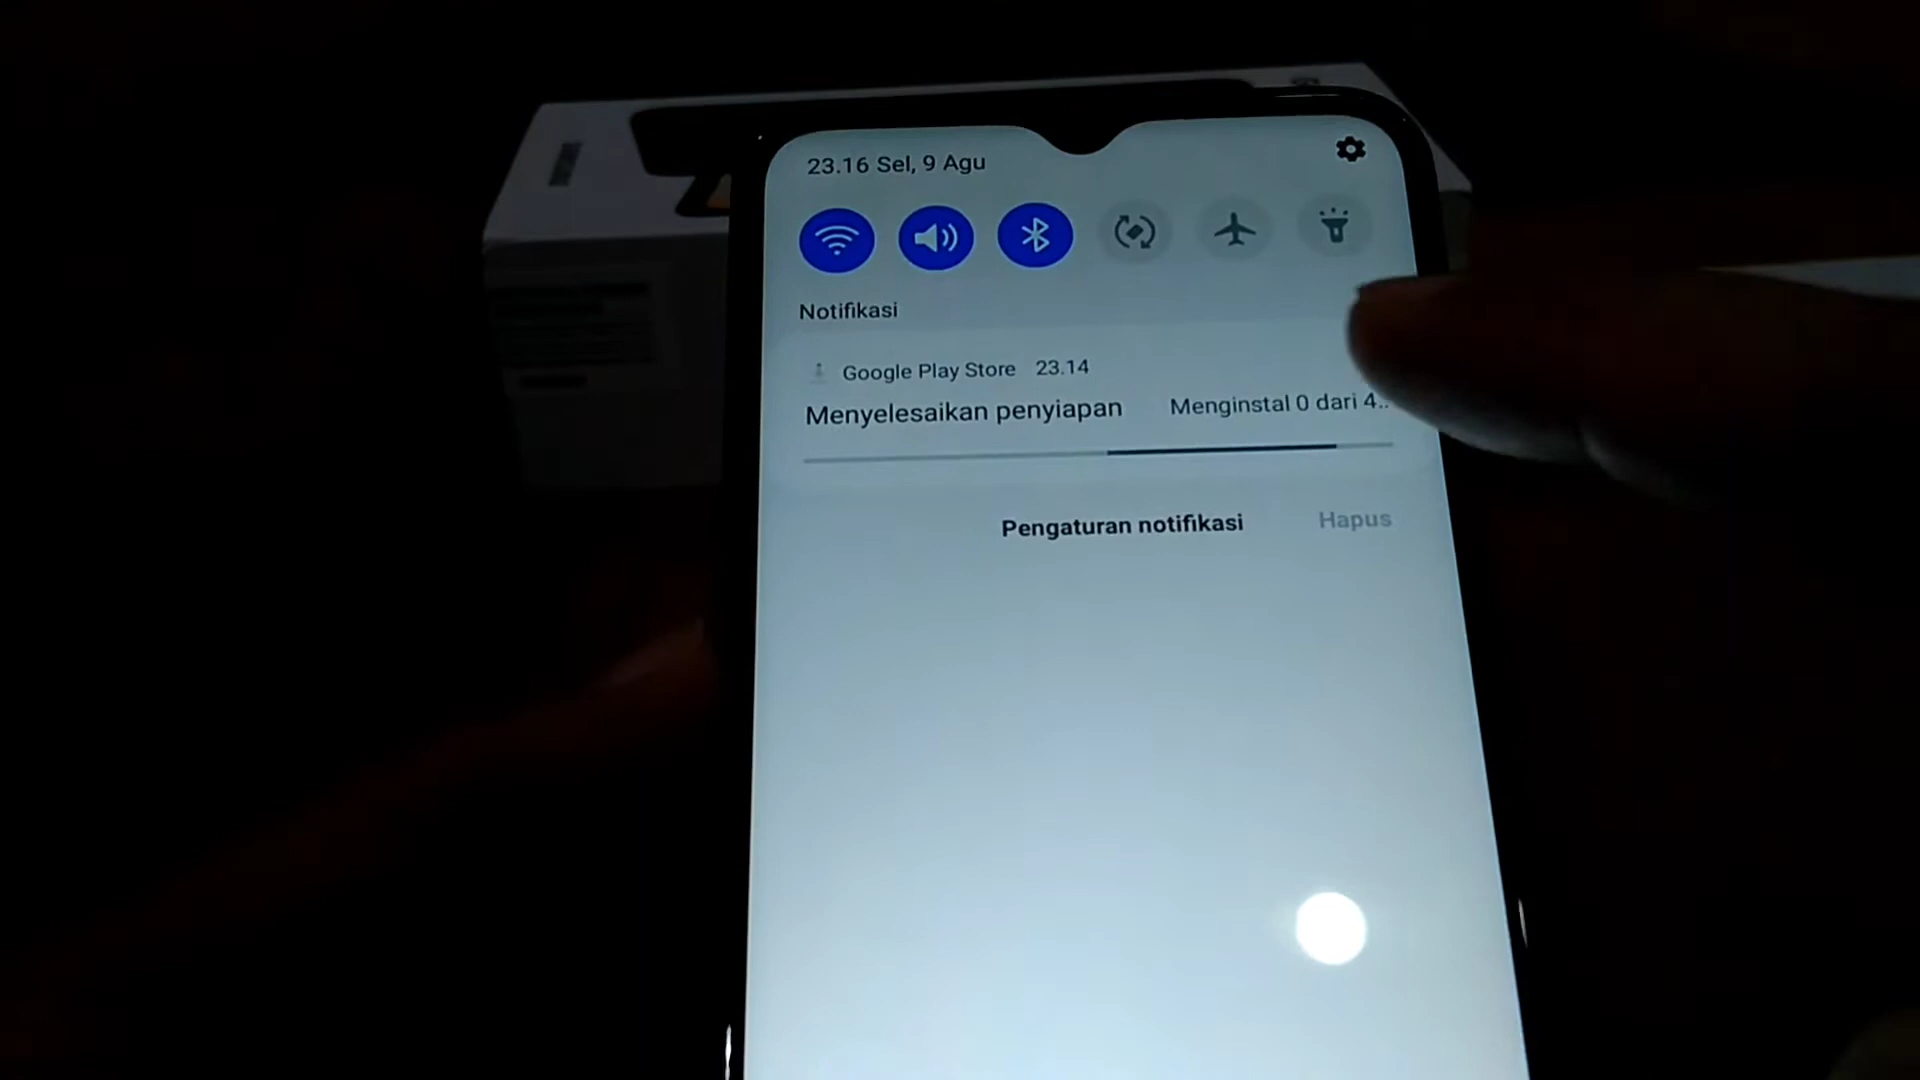 23.16 Sel, 9 Agu
Notifikasi
Google Play Store 23.14
Menyelesaikan penyiapan Menginstal 0 dari 4..
Pengaturan notifikasi Hapus